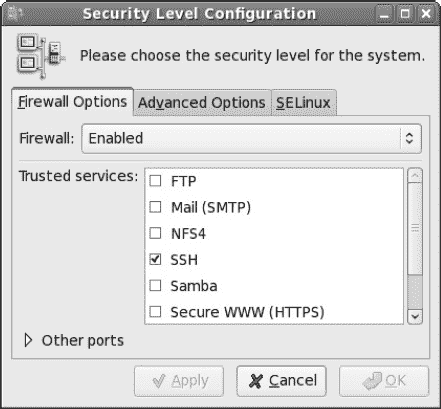 Security Level Configuration
Please choose the security level for the system.
Firewall Options Advanced Options SELinux
Firewall: Enabled
Trusted services:
FTP
Mail (SMTP)
NFS4
SSH
Samba
Secure WWW (HTTPS)
Other ports
Apply Cancel OK